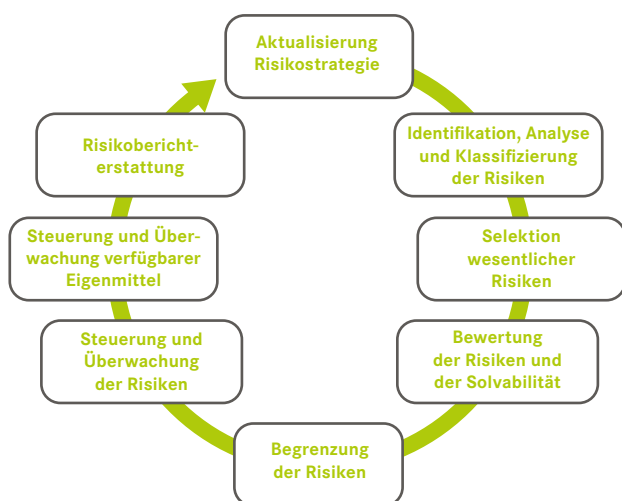 Aktualisierung
Risikostrategie
Identifikation, Analyse
und Klassifizierung
der Risiken
Selektion
wesentlicher
Risiken
Bewertung
der Risiken und
der Solvabilität
Begrenzung
der Risiken
Steuerung und
Überwachung
der Risiken
Steuerung und Über-
wachung verfügbarer
Eigenmittel
Risikobericht-
erstattung